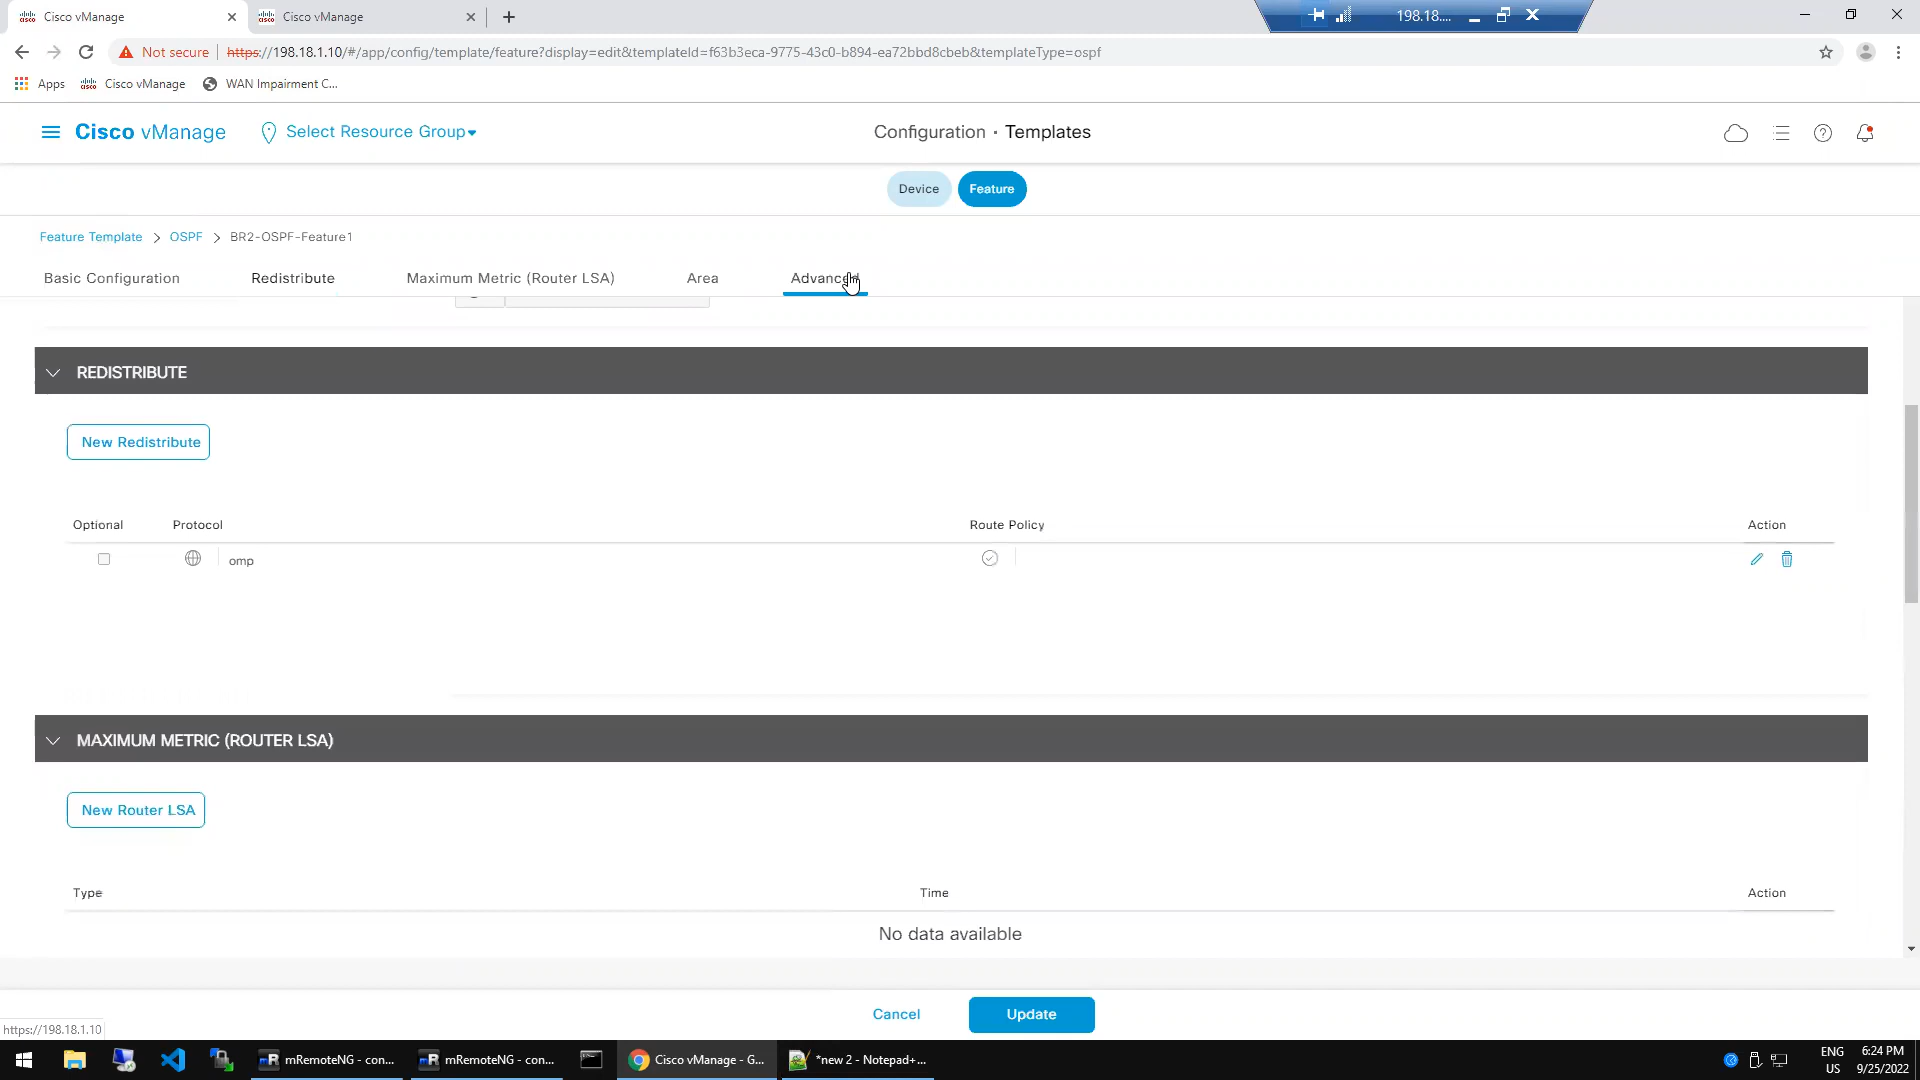 Cisco vManage
Cisco vManage
198.18....
Not secure
https://198.18.1.10/#/app/config/template/feature?display=edit&templateId=f63b3eca-9775-43c0-b894-ea72bbd8cbeb&templateType=ospf
Apps
Cisco vManage
WAN Impairment C...
Cisco vManage
Select Resource Group
Configuration · Templates
Device
Feature
Feature Template > OSPF > BR2-OSPF-Feature1
Basic Configuration
Redistribute
Maximum Metric (Router LSA)
Area
Advanced
REDISTRIBUTE
New Redistribute
Optional
Protocol
Route Policy
Action
omp
MAXIMUM METRIC (ROUTER LSA)
New Router LSA
Type
Time
Action
No data available
Cancel
Update
https://198.18.1.10
mRemoteNG - con...
mRemoteNG - con...
Cisco vManage - G...
*new 2 - Notepad+...
ENG
US
6:24 PM
9/25/2022